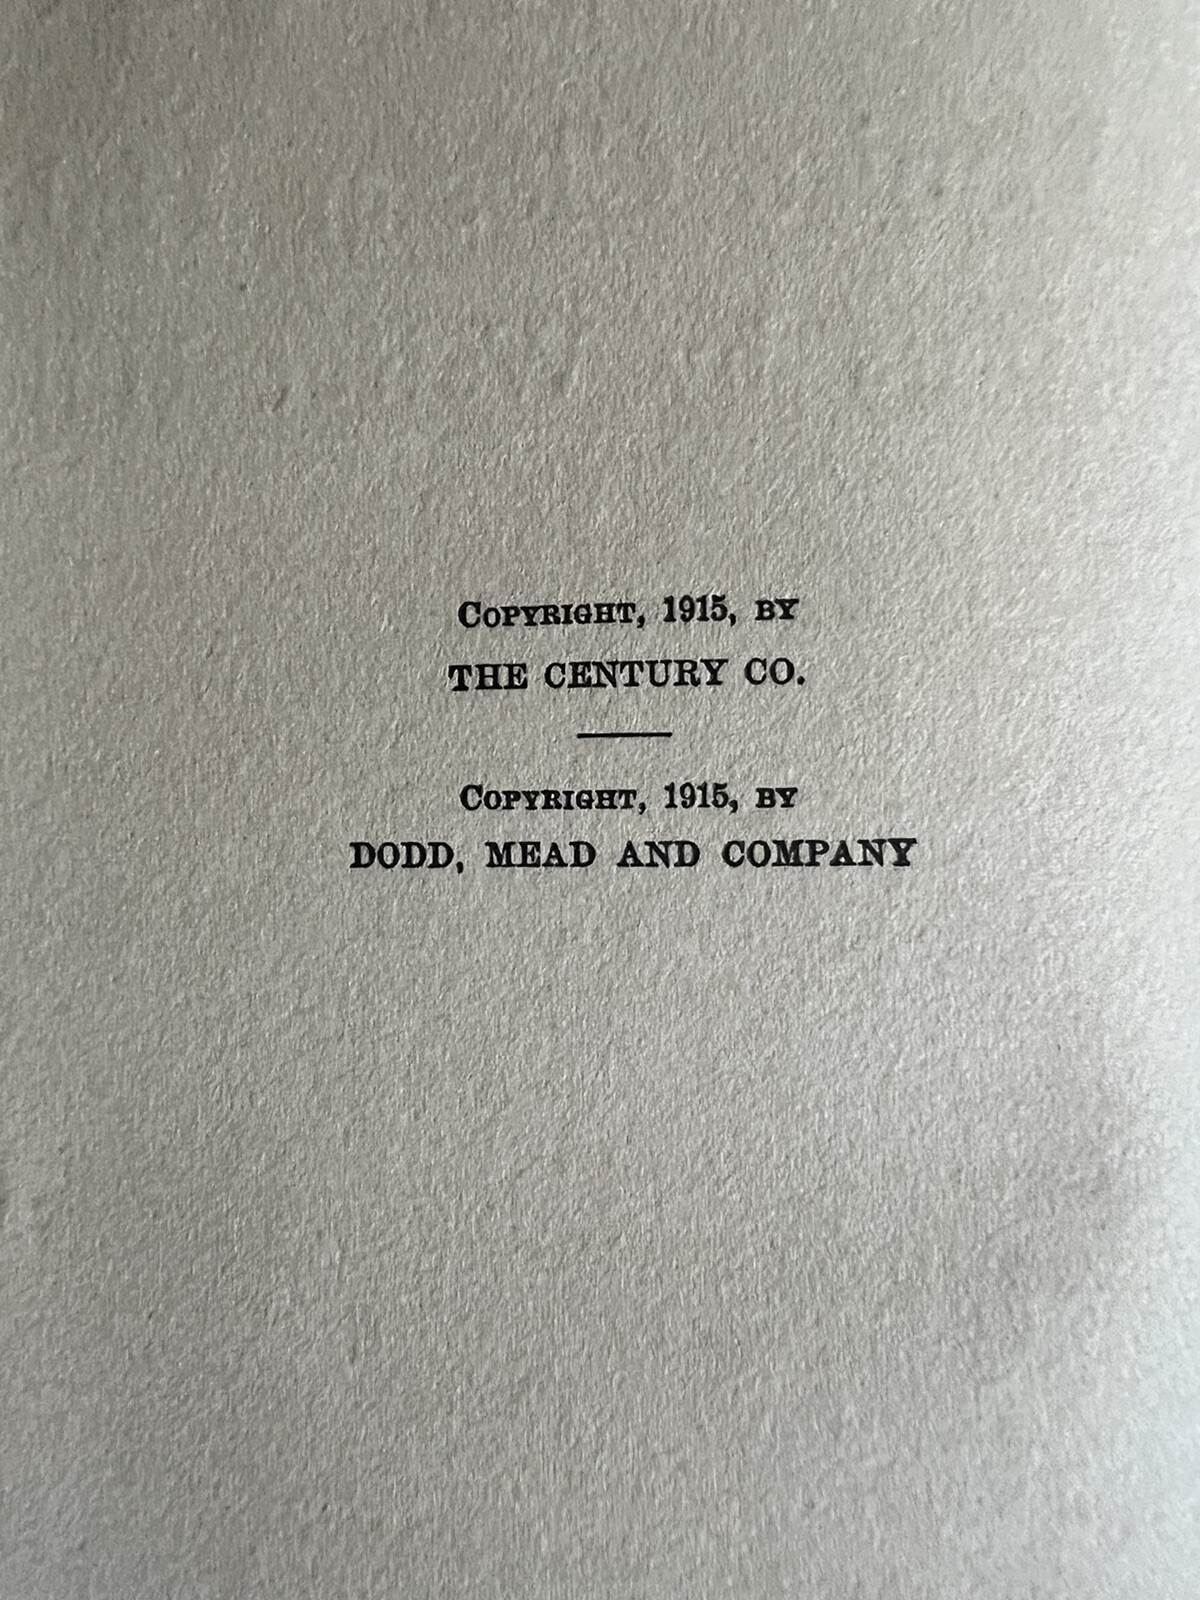 Copyright, 1915, by
THE CENTURY CO.
Copyright, 1915, by
DODD, MEAD AND COMPANY